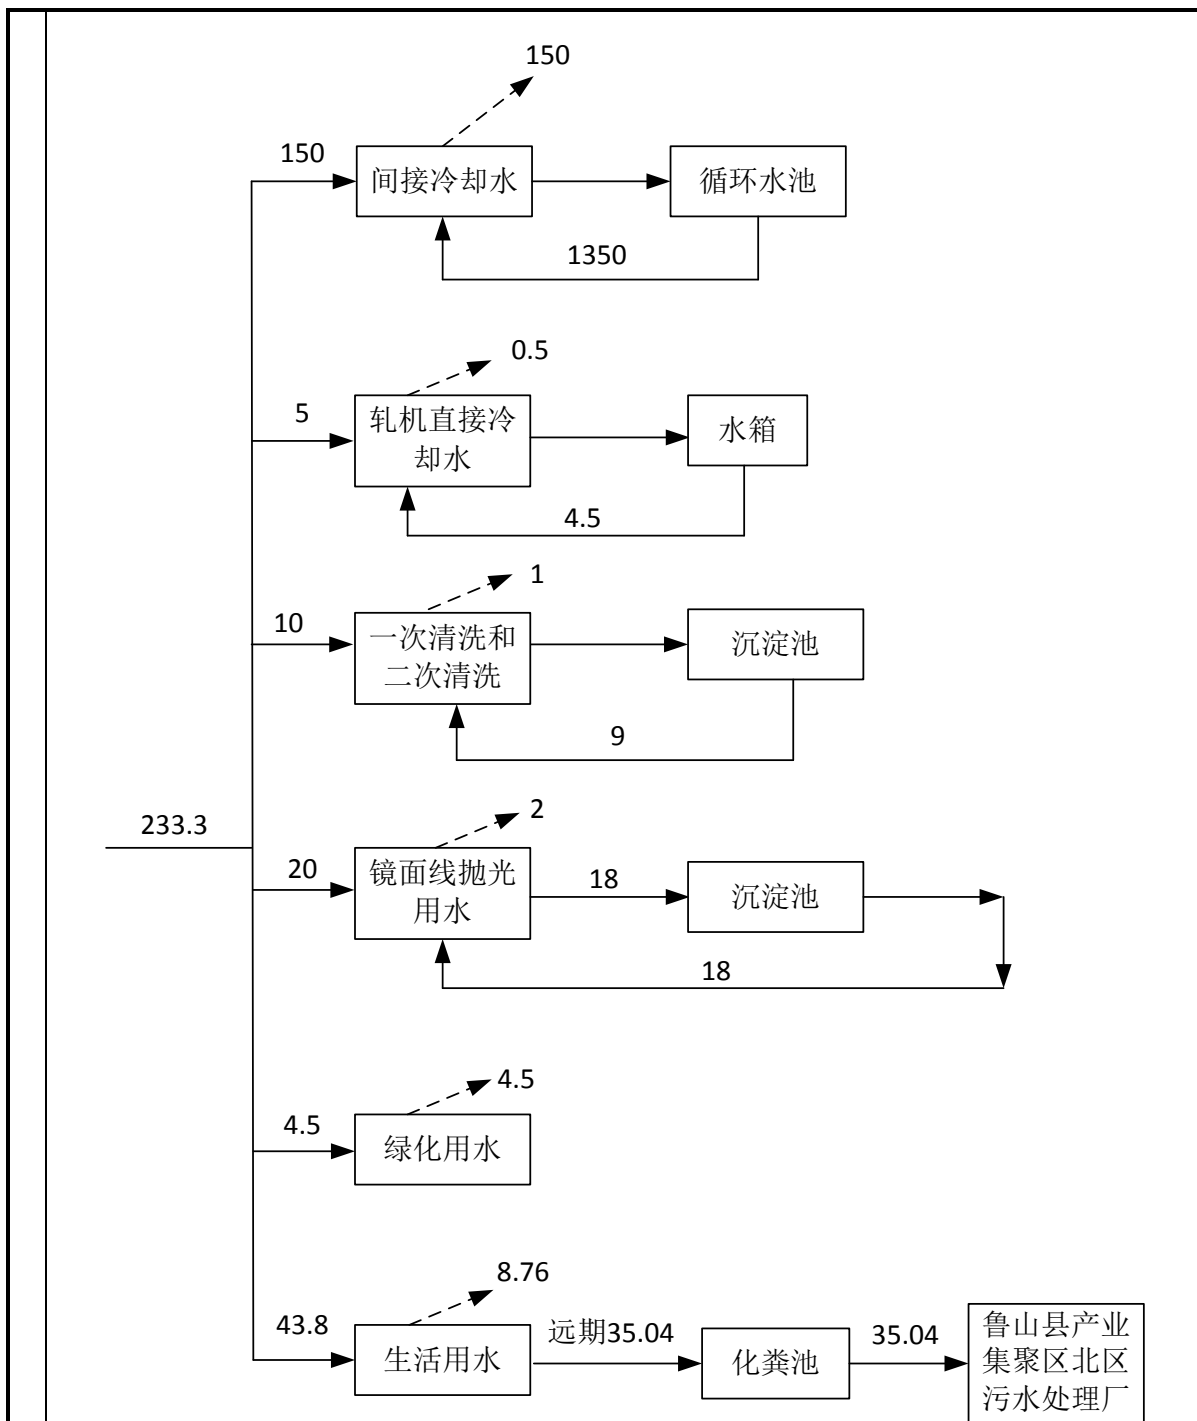 150
150
间接冷却水
循环水池
1350
0.5
5
轧机直接冷
却水
水箱
4.5
1
10
一次清洗和
二次清洗
沉淀池
9
233.3
2
20
镜面线抛光
用水
18
沉淀池
18
4.5
4.5
绿化用水
8.76
43.8
生活用水
远期35.04
化粪池
35.04
鲁山县产业
集聚区北区
污水处理厂